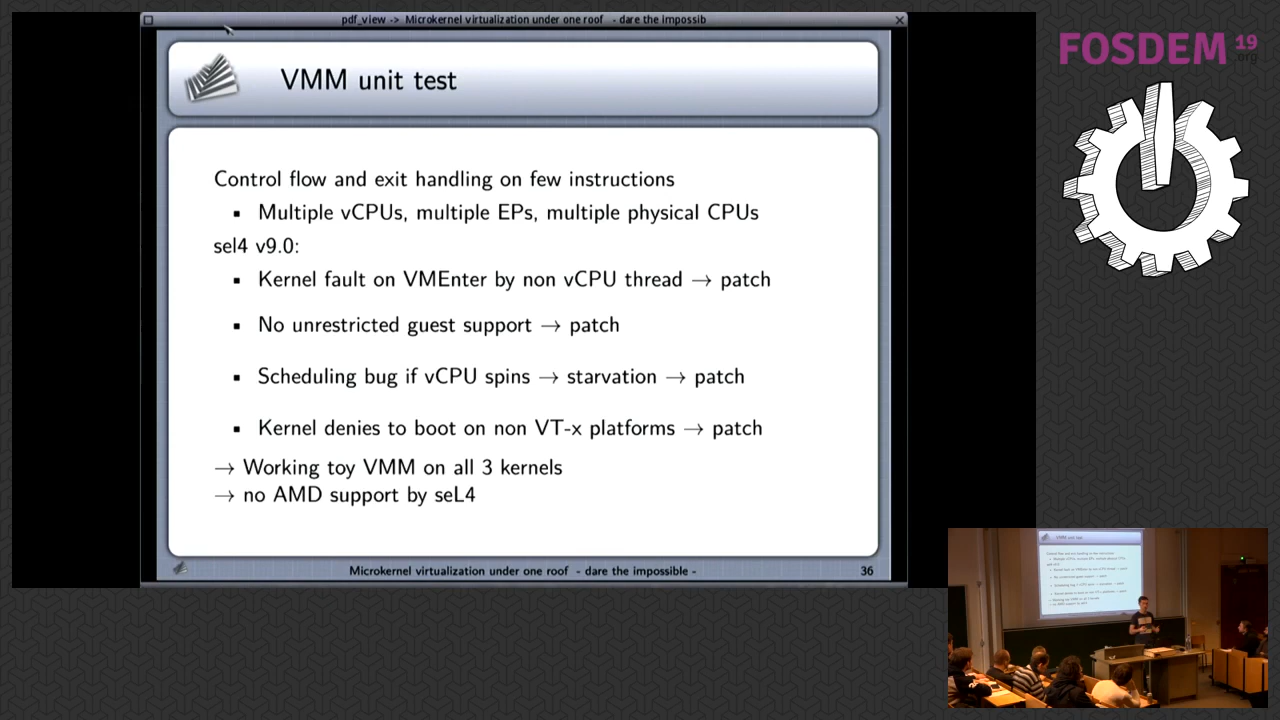 pdf_view -> Microkernel virtualization under one roof - dare the impossib
FOSDEM 19
.org
VMM unit test
Control flow and exit handling on few instructions
▪ Multiple vCPUs, multiple EPs, multiple physical CPUs
sel4 v9.0:
▪ Kernel fault on VMEnter by non vCPU thread → patch
▪ No unrestricted guest support → patch
▪ Scheduling bug if vCPU spins → starvation → patch
▪ Kernel denies to boot on non VT-x platforms → patch
→ Working toy VMM on all 3 kernels
→ no AMD support by seL4
Microkernel virtualization under one roof - dare the impossible -
36
VMM unit test